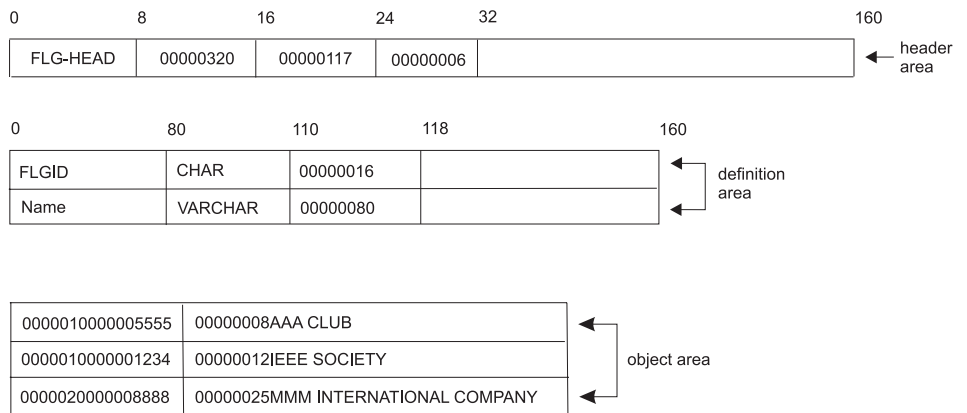 0 8 16 24 32 160
FLG-HEAD 00000320 00000117 00000006
header
area
0 80 110 118 160
FLGID CHAR 00000016
Name VARCHAR 00000080
definition
area
0000010000005555 00000008AAA CLUB
0000010000001234 00000012IEEE SOCIETY
0000020000008888 00000025MMM INTERNATIONAL COMPANY
object area